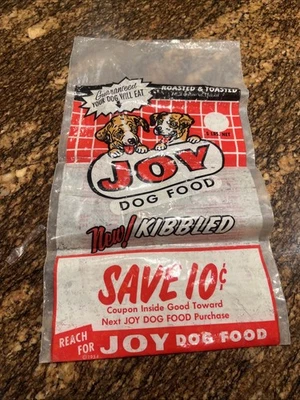 Guaranteed
YOUR DOG WILL EAT
ROASTED & TOASTED
JOY
DOG FOOD
New! KIBBLED
SAVE 10¢
Coupon Inside Good Toward
Next JOY DOG FOOD Purchase
REACH
FOR JOY DOG FOOD